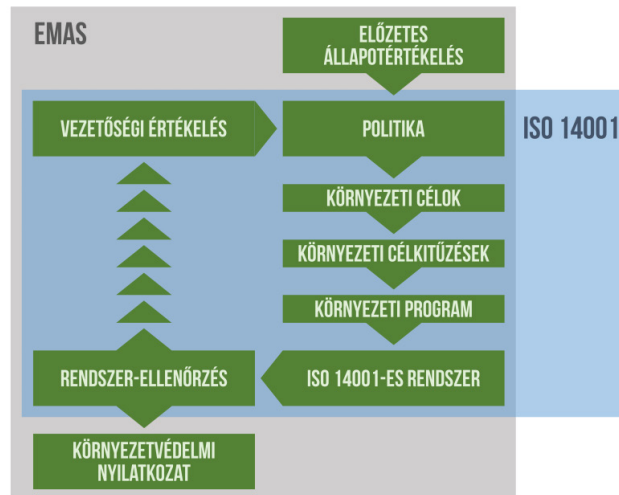 EMAS
ELŐZETES
ÁLLAPOTÉRTÉKELÉS
VEZETŐSÉGI ÉRTÉKELÉS
POLITIKA
ISO 14001
KÖRNYEZETI CÉLOK
KÖRNYEZETI CÉLKITŰZÉSEK
KÖRNYEZETI PROGRAM
RENDSZER-ELLENŐRZÉS
ISO 14001-ES RENDSZER
KÖRNYEZETVÉDELMI
NYILATKOZAT